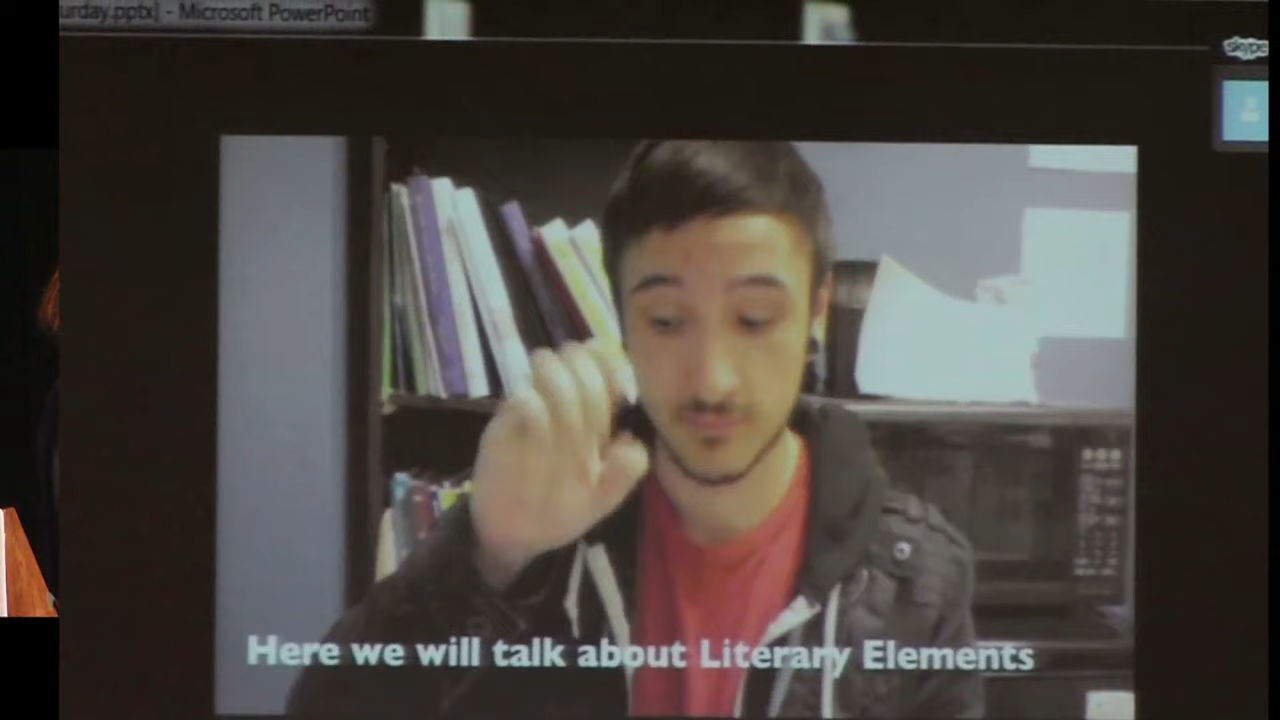 urday.pptx] - Microsoft PowerPoint
skype
Here we will talk about Literary Elements